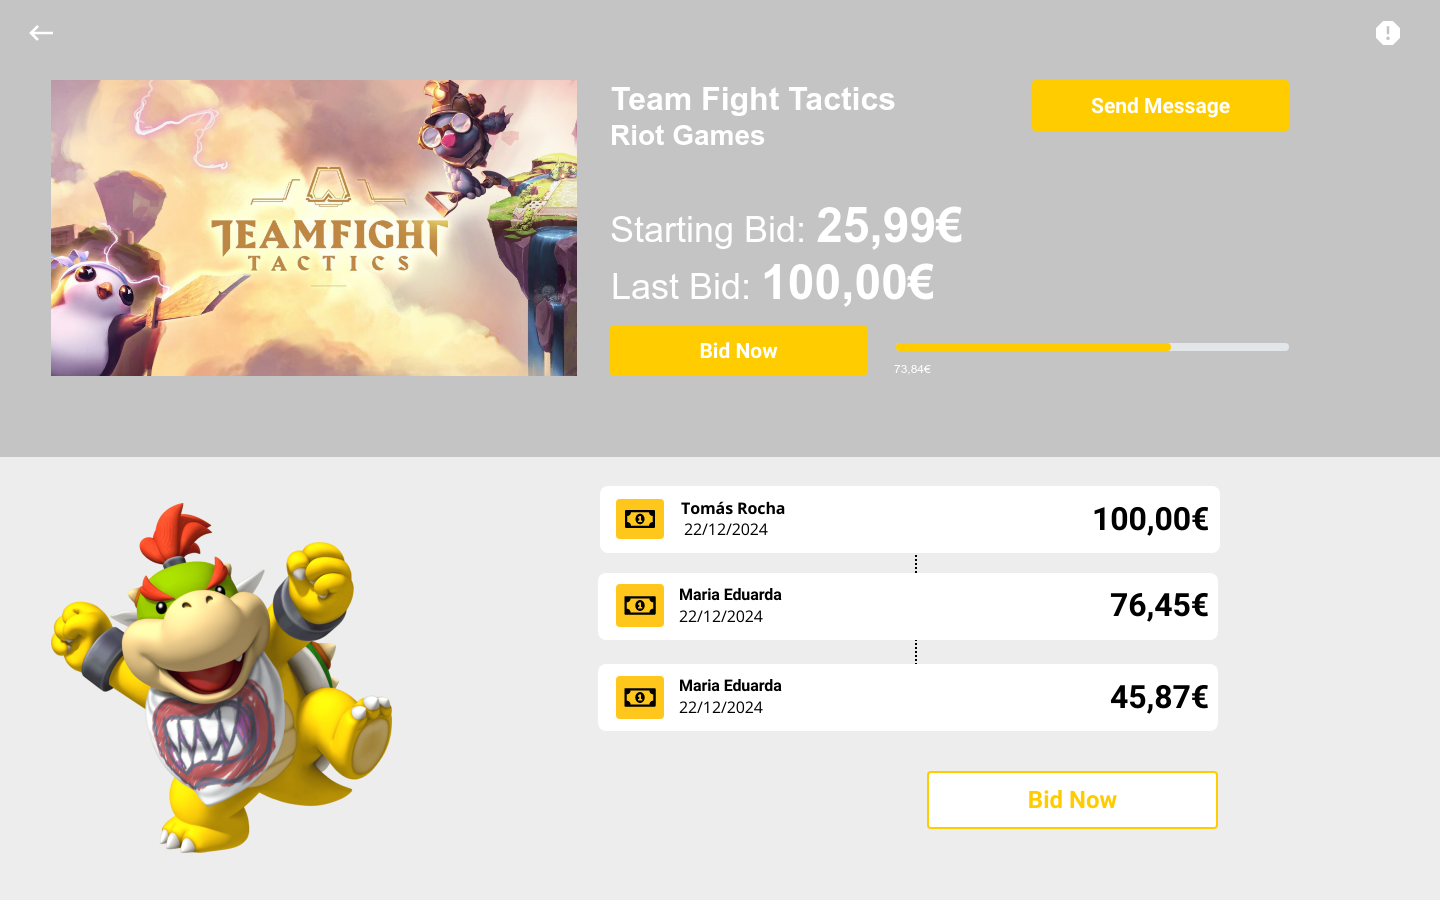 Team Fight Tactics
Riot Games
Send Message
TEAMFIGHT
TACTICS
Starting Bid: 25,99€
Last Bid: 100,00€
Bid Now
73,84€
Tomás Rocha
22/12/2024
100,00€
Maria Eduarda
22/12/2024
76,45€
Maria Eduarda
22/12/2024
45,87€
Bid Now